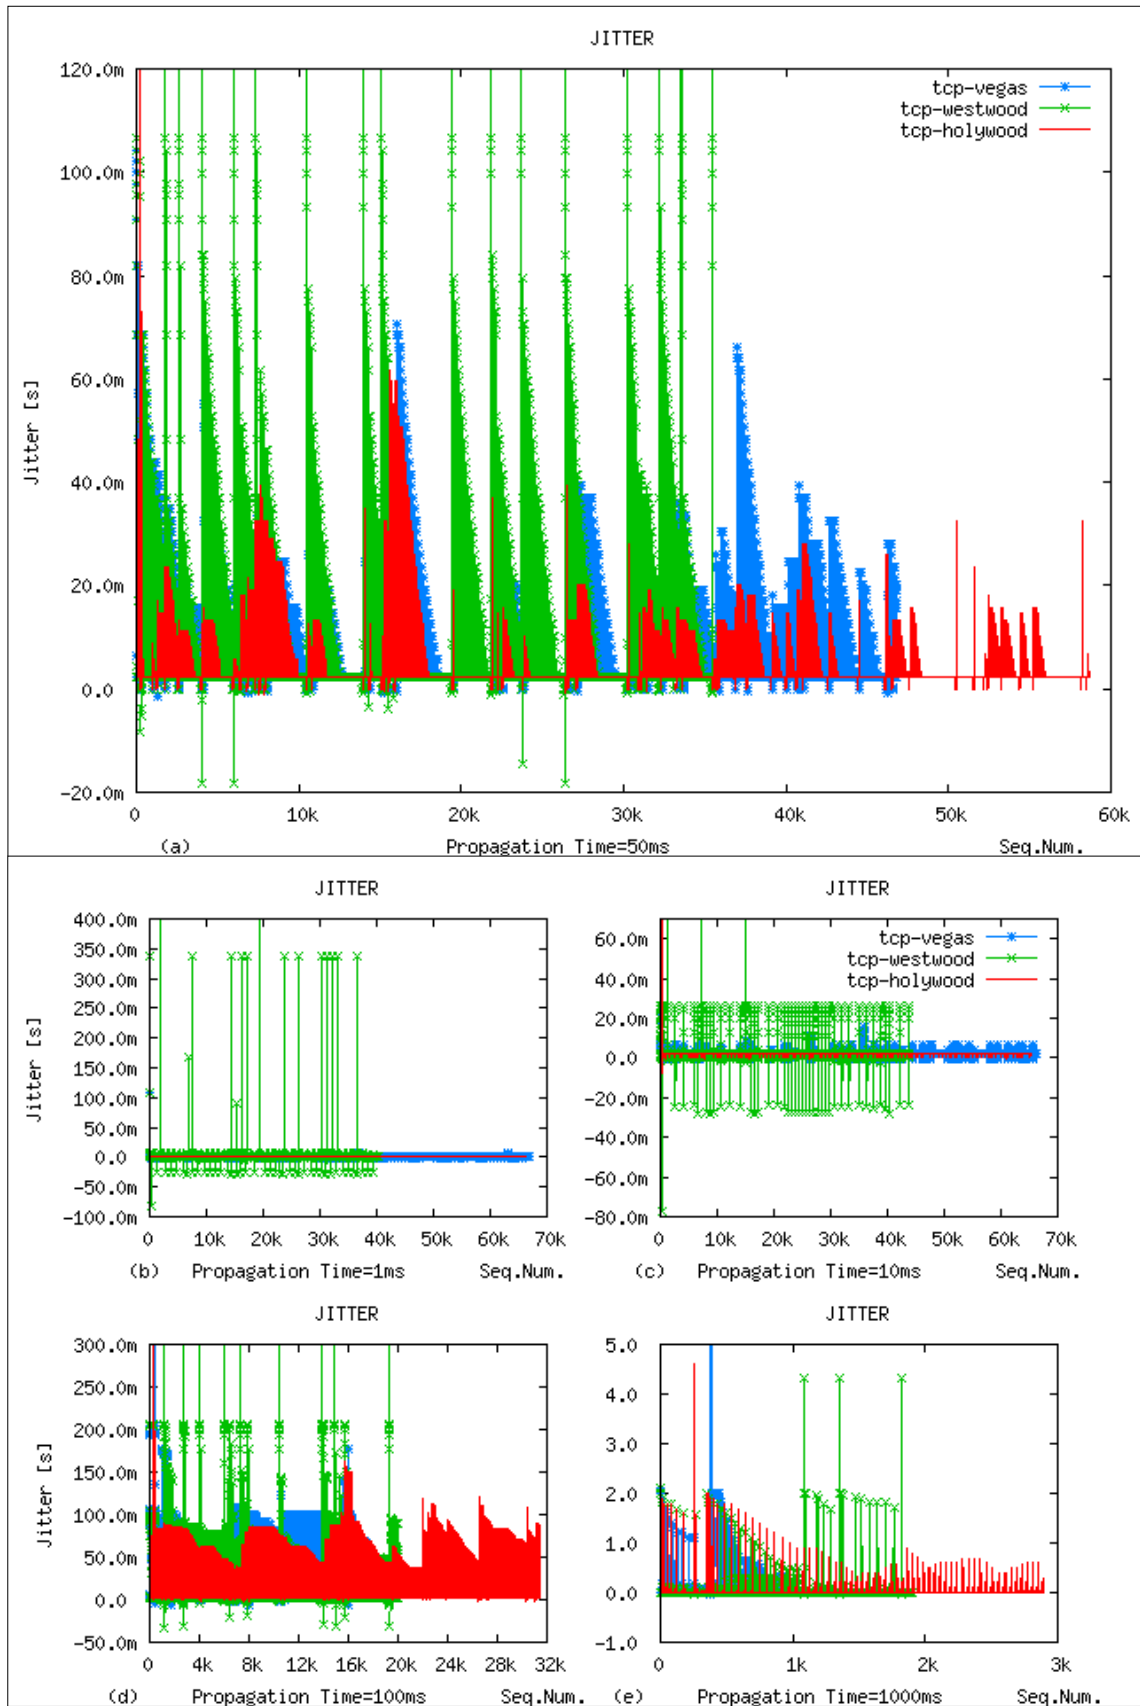 JITTER
120.0m
100.0m
80.0m
60.0m
40.0m
20.0m
0.0
-20.0m
Jitter [s]
tcp-vegas
tcp-westwood
tcp-holywood
0 10k 20k 30k 40k 50k 60k
(a) Propagation Time=50ms Seq.Num.
JITTER
400.0m
350.0m
300.0m
250.0m
200.0m
150.0m
100.0m
50.0m
0.0
-50.0m
-100.0m
Jitter [s]
0 10k 20k 30k 40k 50k 60k 70k
(b) Propagation Time=1ms Seq.Num.
JITTER
60.0m
40.0m
20.0m
0.0
-20.0m
-40.0m
-60.0m
-80.0m
tcp-vegas
tcp-westwood
tcp-holywood
0 10k 20k 30k 40k 50k 60k 70k
(c) Propagation Time=10ms Seq.Num.
JITTER
300.0m
250.0m
200.0m
150.0m
100.0m
50.0m
0.0
-50.0m
Jitter [s]
0 4k 8k 12k 16k 20k 24k 28k 32k
(d) Propagation Time=100ms Seq.Num.
JITTER
5.0
4.0
3.0
2.0
1.0
0.0
-1.0
0 1k 2k 3k
(e) Propagation Time=1000ms Seq.Num.